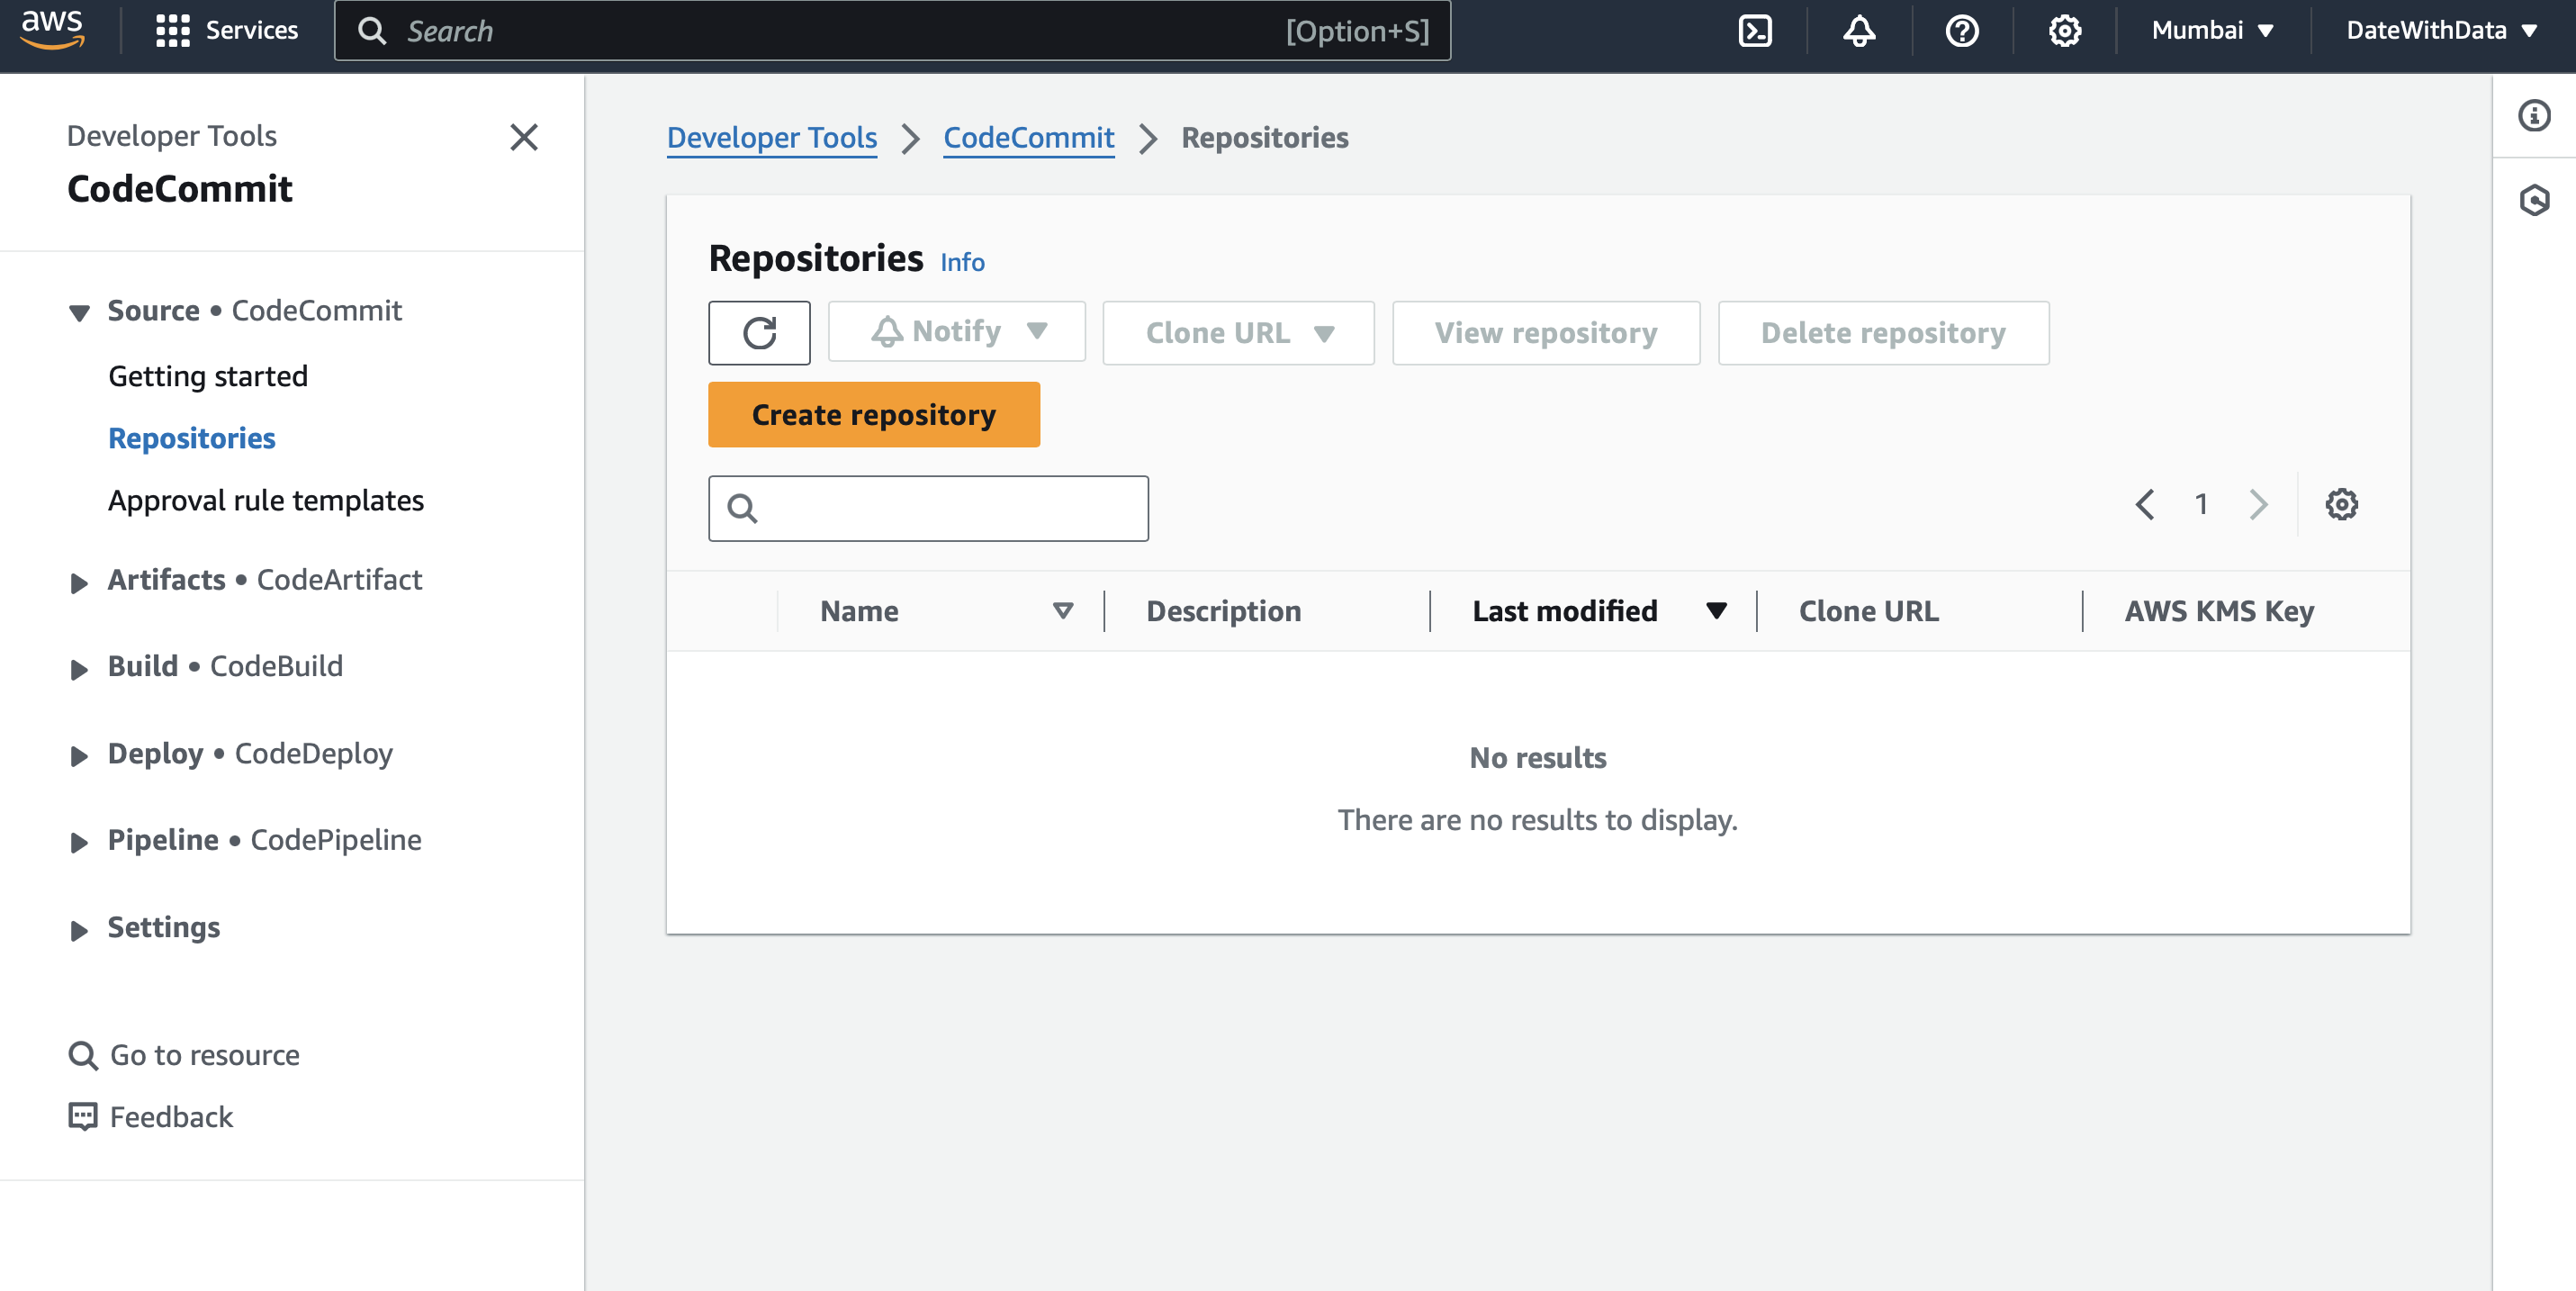 aws Services Search [Option+S] Mumbai DateWithData
Developer Tools
CodeCommit
Source • CodeCommit
Getting started
Repositories
Approval rule templates
Artifacts • CodeArtifact
Build • CodeBuild
Deploy • CodeDeploy
Pipeline • CodePipeline
Settings
Go to resource
Feedback
Developer Tools CodeCommit Repositories
Repositories Info
Notify Clone URL View repository Delete repository
Create repository
1
Name Description Last modified Clone URL AWS KMS Key
No results
There are no results to display.